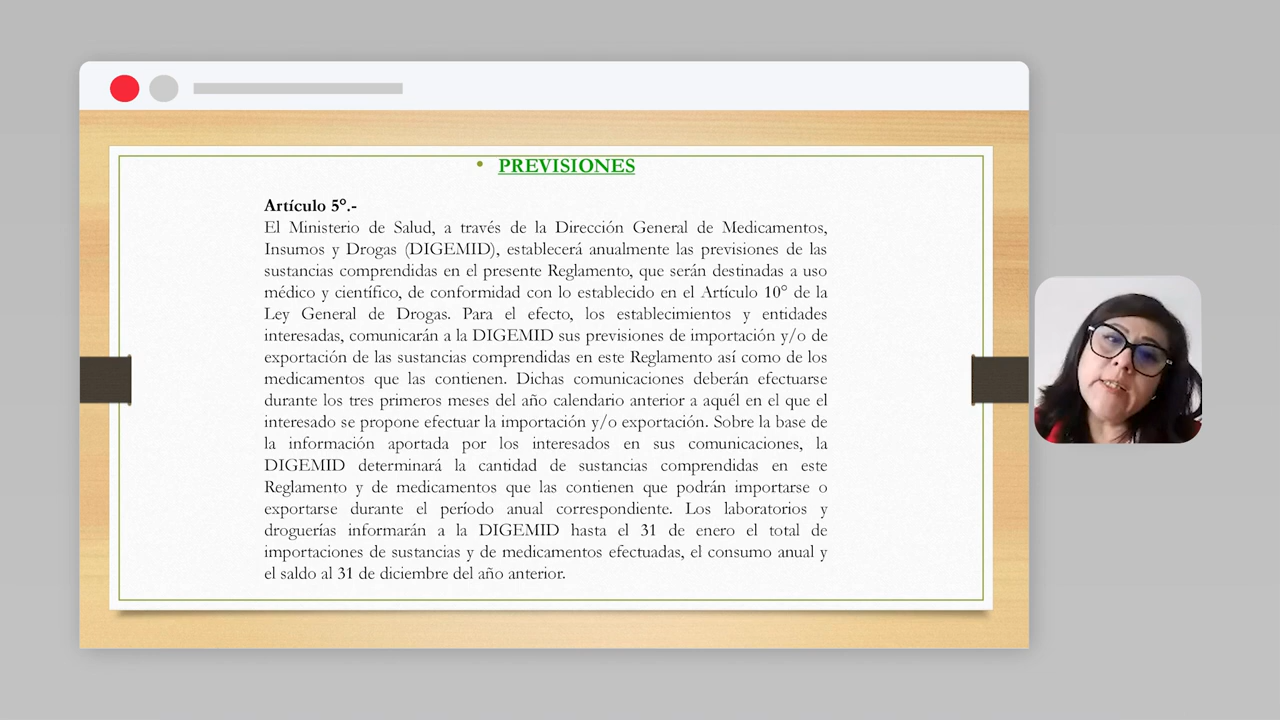 • PREVISIONES
Artículo 5°.-
El Ministerio de Salud, a través de la Dirección General de Medicamentos,
Insumos y Drogas (DIGEMID), establecerá anualmente las previsiones de las
sustancias comprendidas en el presente Reglamento, que serán destinadas a uso
médico y científico, de conformidad con lo establecido en el Artículo 10° de la
Ley General de Drogas. Para el efecto, los establecimientos y entidades
interesadas, comunicarán a la DIGEMID sus previsiones de importación y/o de
exportación de las sustancias comprendidas en este Reglamento así como de los
medicamentos que las contienen. Dichas comunicaciones deberán efectuarse
durante los tres primeros meses del año calendario anterior a aquél en el que el
interesado se propone efectuar la importación y/o exportación. Sobre la base de
la información aportada por los interesados en sus comunicaciones, la
DIGEMID determinará la cantidad de sustancias comprendidas en este
Reglamento y de medicamentos que las contienen que podrán importarse o
exportarse durante el período anual correspondiente. Los laboratorios y
droguerías informarán a la DIGEMID hasta el 31 de enero el total de
importaciones de sustancias y de medicamentos efectuadas, el consumo anual y
el saldo al 31 de diciembre del año anterior.